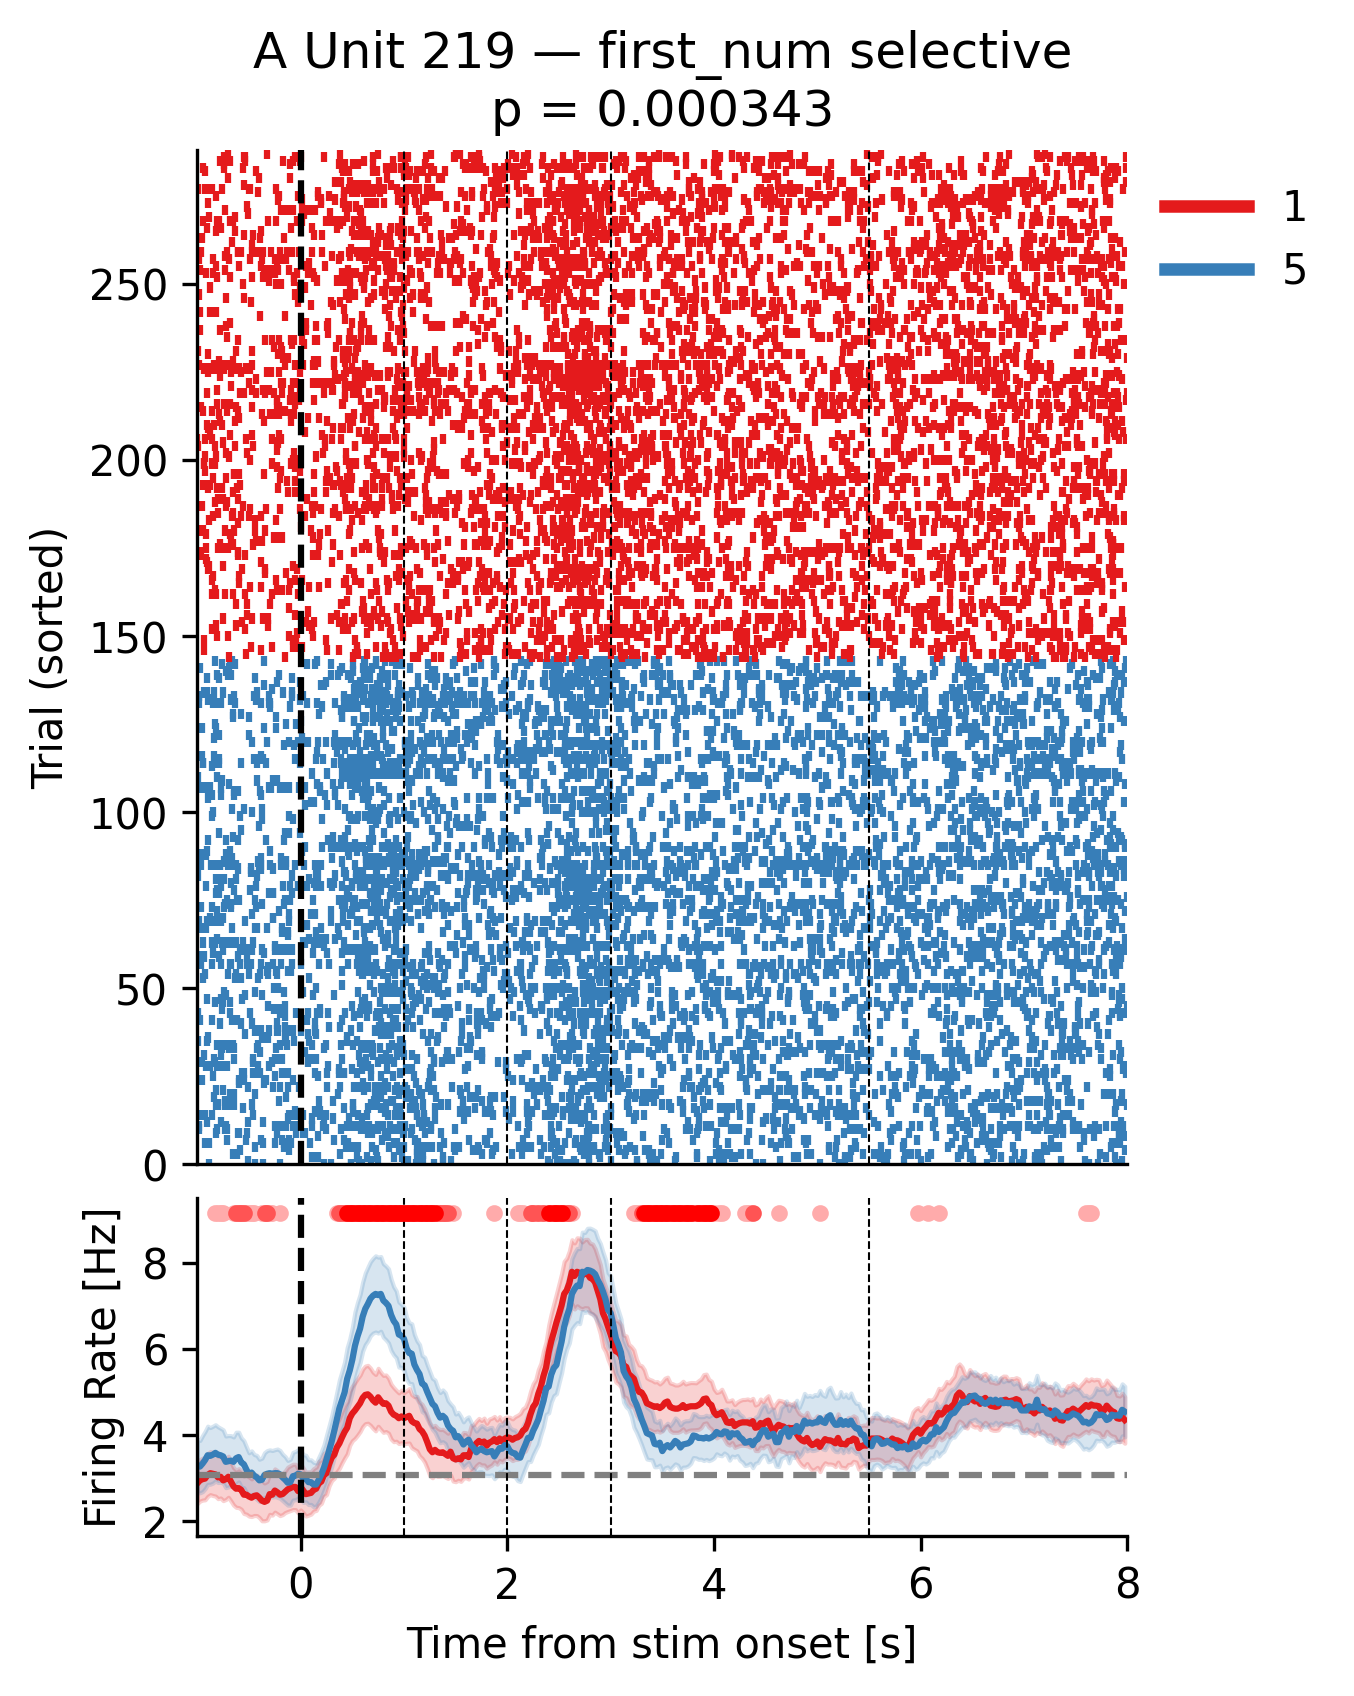 A Unit 219 — first_num selective
p = 0.000343
1
5
Trial (sorted)
250
200
150
100
50
0
Firing Rate [Hz]
8
6
4
2
0 2 4 6 8
Time from stim onset [s]